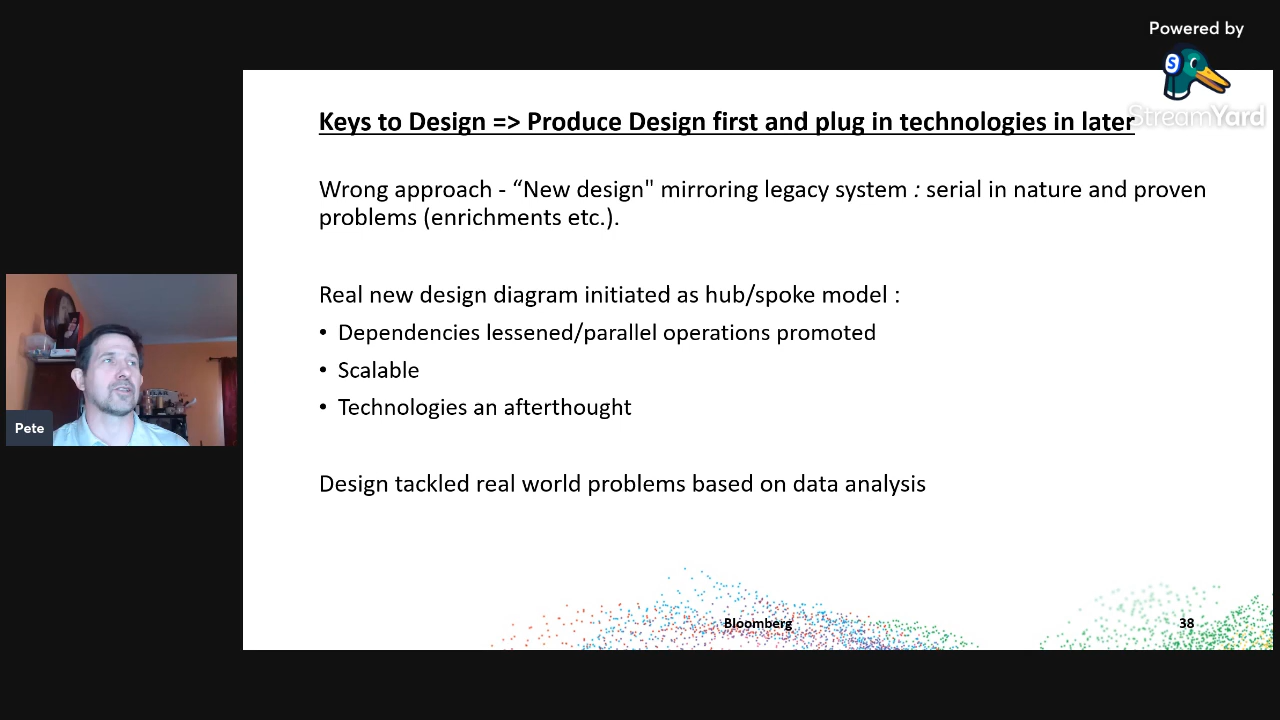 Powered by
StreamYard
Keys to Design => Produce Design first and plug in technologies in later
Wrong approach - “New design" mirroring legacy system : serial in nature and proven
problems (enrichments etc.).
Real new design diagram initiated as hub/spoke model :
• Dependencies lessened/parallel operations promoted
• Scalable
• Technologies an afterthought
Design tackled real world problems based on data analysis
Pete
Bloomberg
38